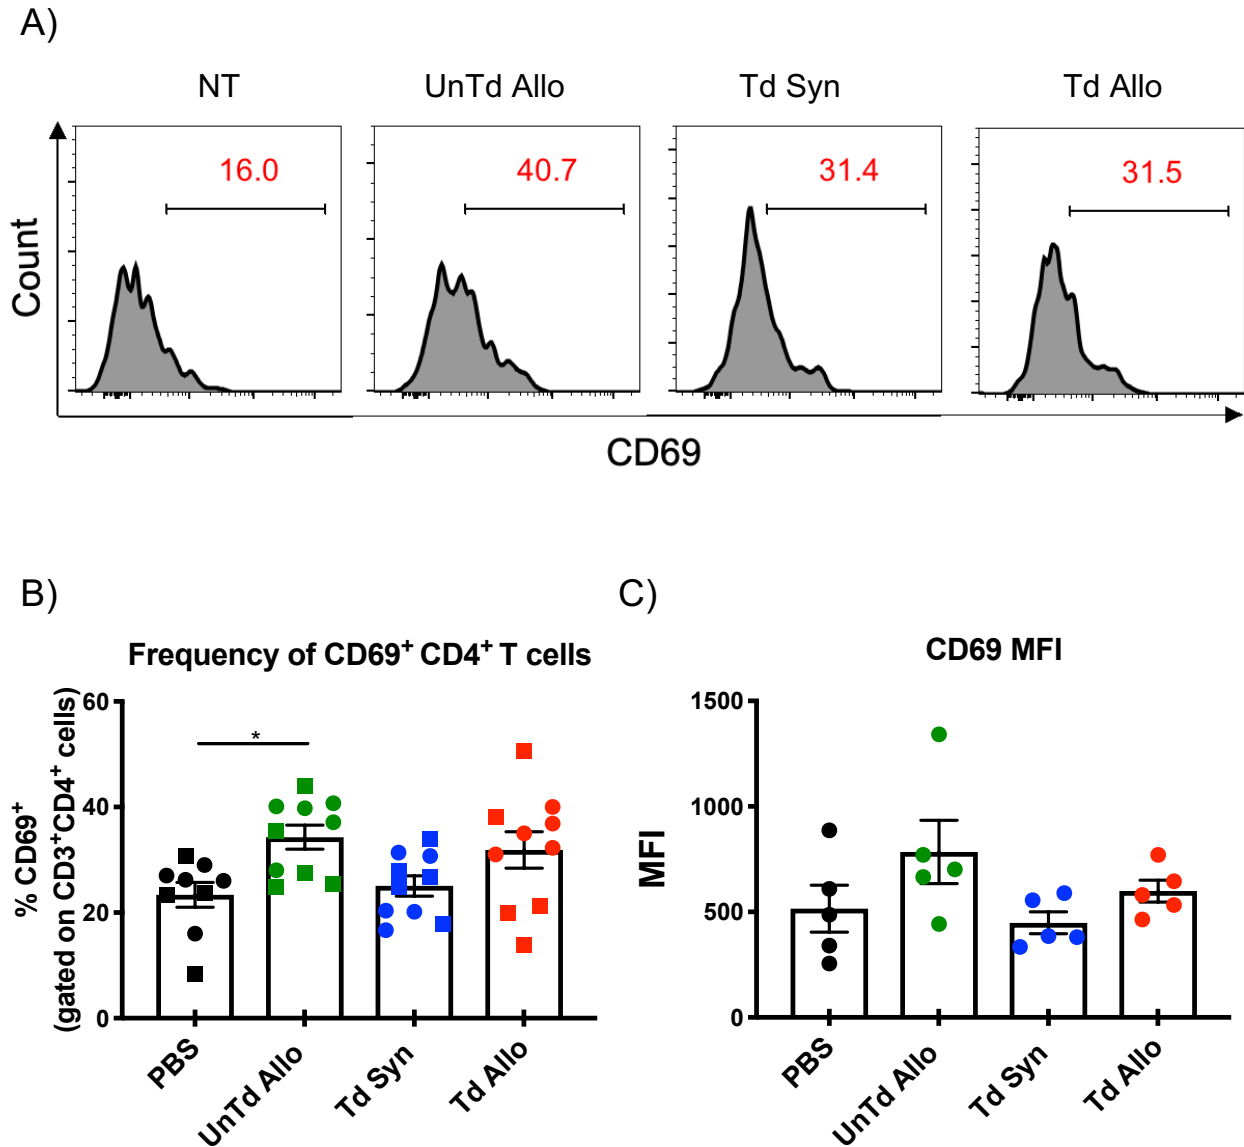 A)
NT
UnTd Allo
Td Syn
Td Allo
16.0
40.7
31.4
31.5
Count
CD69
B)
Frequency of CD69⁺ CD4⁺ T cells
% CD69⁺
(gated on CD3⁺CD4⁺ cells)
60
40
20
0
*
PBS
UnTd Allo
Td Syn
Td Allo
C)
CD69 MFI
MFI
1500
1000
500
0
PBS
UnTd Allo
Td Syn
Td Allo